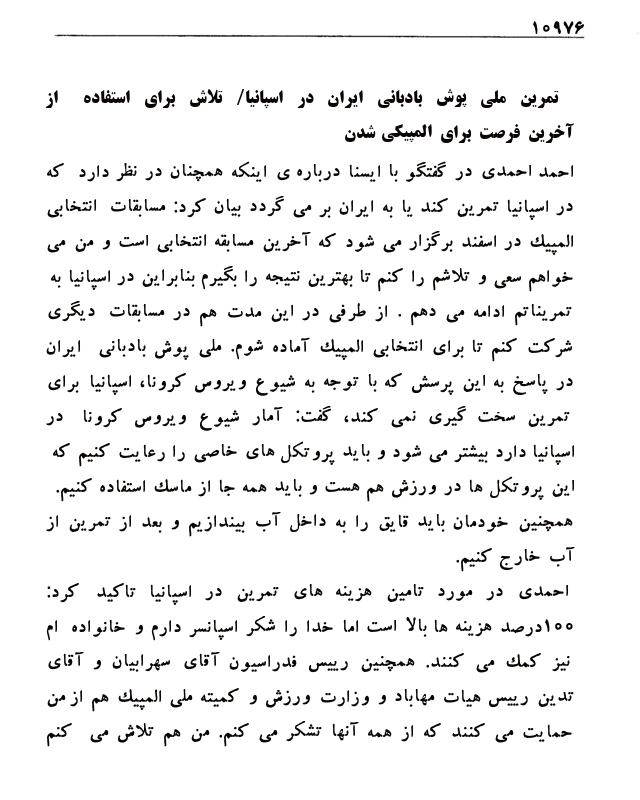 ۱۰۹۷۶
تمرین ملی پوش بادبانی ایران در اسپانیا/ تلاش برای استفاده از
آخرین فرصت برای المپیکی شدن
احمد احمدی در گفتگو با ایسنا درباره ی اینکه همچنان در نظر دارد که
در اسپانیا تمرین کند یا به ایران بر می گردد بیان کرد: مسابقات انتخابی
المپیك در اسفند برگزار می شود که آخرین مسابقه انتخابی است و من می
خواهم سعی و تلاشم را کنم تا بهترین نتیجه را بگیرم بنابراین در اسپانیا به
تمریناتم ادامه می دهم . از طرفی در این مدت هم در مسابقات دیگری
شرکت کنم تا برای انتخابی المپیك آماده شوم. ملی پوش بادبانی ایران
در پاسخ به این پرسش که با توجه به شیوع ویروس کرونا، اسپانیا برای
تمرین سخت گیری نمی کند، گفت: آمار شیوع ویروس کرونا در
اسپانیا دارد بیشتر می شود و باید پروتکل های خاصی را رعایت کنیم که
این پروتکل ها در ورزش هم هست و باید همه جا از ماسك استفاده کنیم.
همچنین خودمان باید قایق را به داخل آب بیندازیم و بعد از تمرین از
آب خارج کنیم.
احمدی در مورد تامین هزینه های تمرین در اسپانیا تاکید کرد:
۱۰۰درصد هزینه ها بالا است اما خدا را شکر اسپانسر دارم و خانواده ام
نیز کمك می کنند. همچنین رییس فدراسیون آقای سهرابیان و آقای
تدین رییس هیات مهاباد و وزارت ورزش و کمیته ملی المپیك هم از من
حمایت می کنند که از همه آنها تشکر می کنم. من هم تلاش می کنم